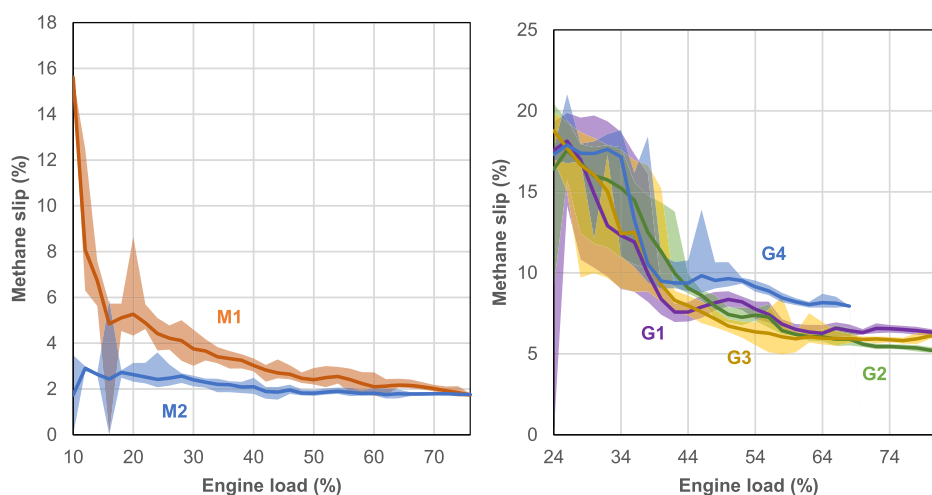 18
16
14
12
10
8
6
4
2
0
Methane slip (%)
M1
M2
10 20 30 40 50 60 70
Engine load (%)
25
20
15
10
5
0
Methane slip (%)
G4
G1
G3
G2
24 34 44 54 64 74
Engine load (%)